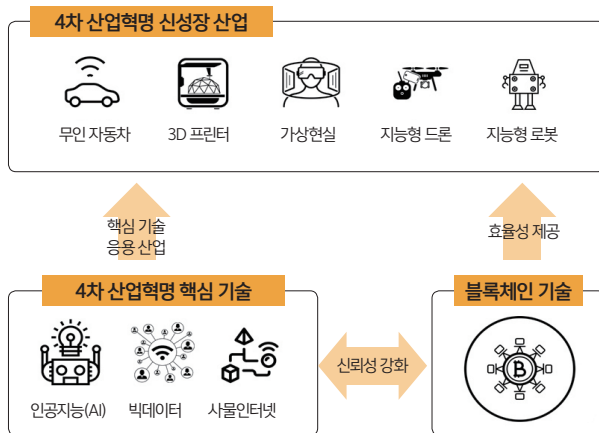 4차 산업혁명 신성장 산업
무인 자동차
3D 프린터
가상현실
지능형 드론
지능형 로봇
핵심 기술
응용 산업
효율성 제공
4차 산업혁명 핵심 기술
인공지능(AI)
빅데이터
사물인터넷
신뢰성 강화
블록체인 기술